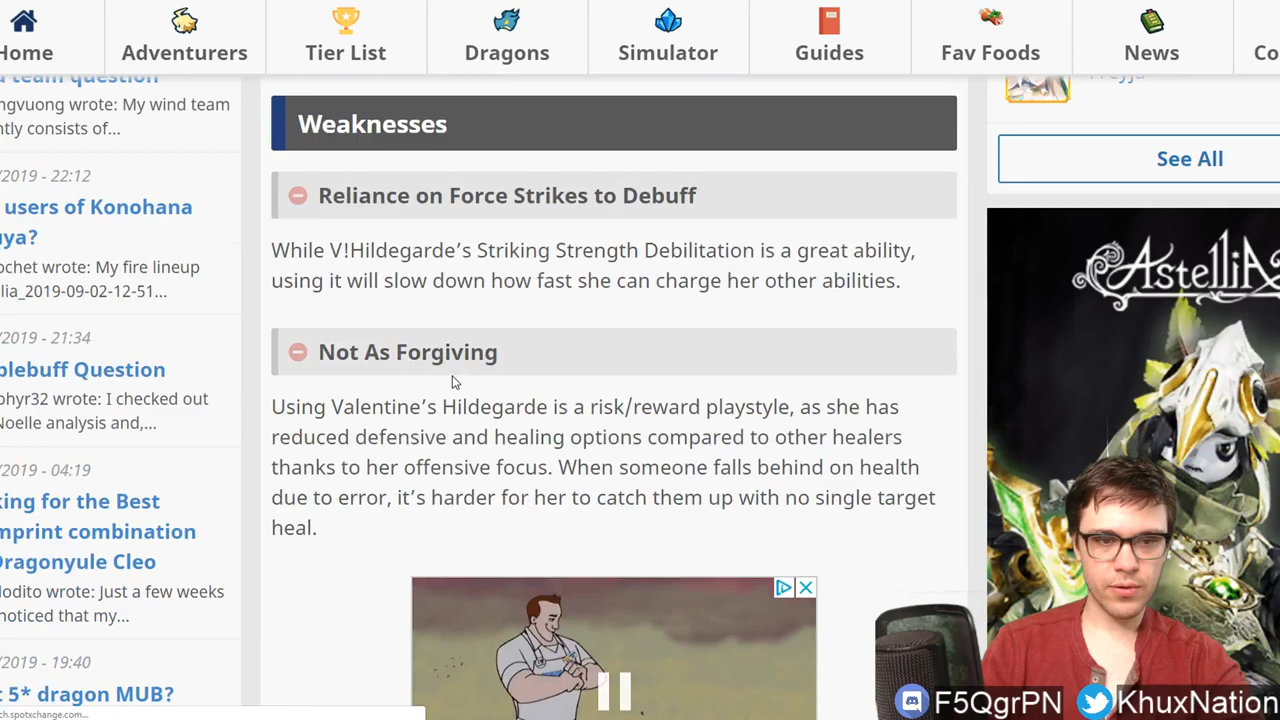 Home
Adventurers
Tier List
Dragons
Simulator
Guides
Fav Foods
News
Co
team question
ngvuong wrote: My wind team
ntly consists of...
/2019 - 22:12
users of Konohana
uya?
ochet wrote: My fire lineup
lia_2019-09-02-12-51...
/2019 - 21:34
blebuff Question
phyr32 wrote: I checked out
Noelle analysis and,...
/2019 - 04:19
king for the Best
mprint combination
Dragonyule Cleo
lodito wrote: Just a few weeks
noticed that my...
/2019 - 19:40
t 5* dragon MUB?
ch.spotxchange.com...
Weaknesses
Reliance on Force Strikes to Debuff
While V!Hildegarde’s Striking Strength Debilitation is a great ability,
using it will slow down how fast she can charge her other abilities.
Not As Forgiving
Using Valentine’s Hildegarde is a risk/reward playstyle, as she has
reduced defensive and healing options compared to other healers
thanks to her offensive focus. When someone falls behind on health
due to error, it’s harder for her to catch them up with no single target
heal.
See All
AstelliA
F5QgrPN
KhuxNation